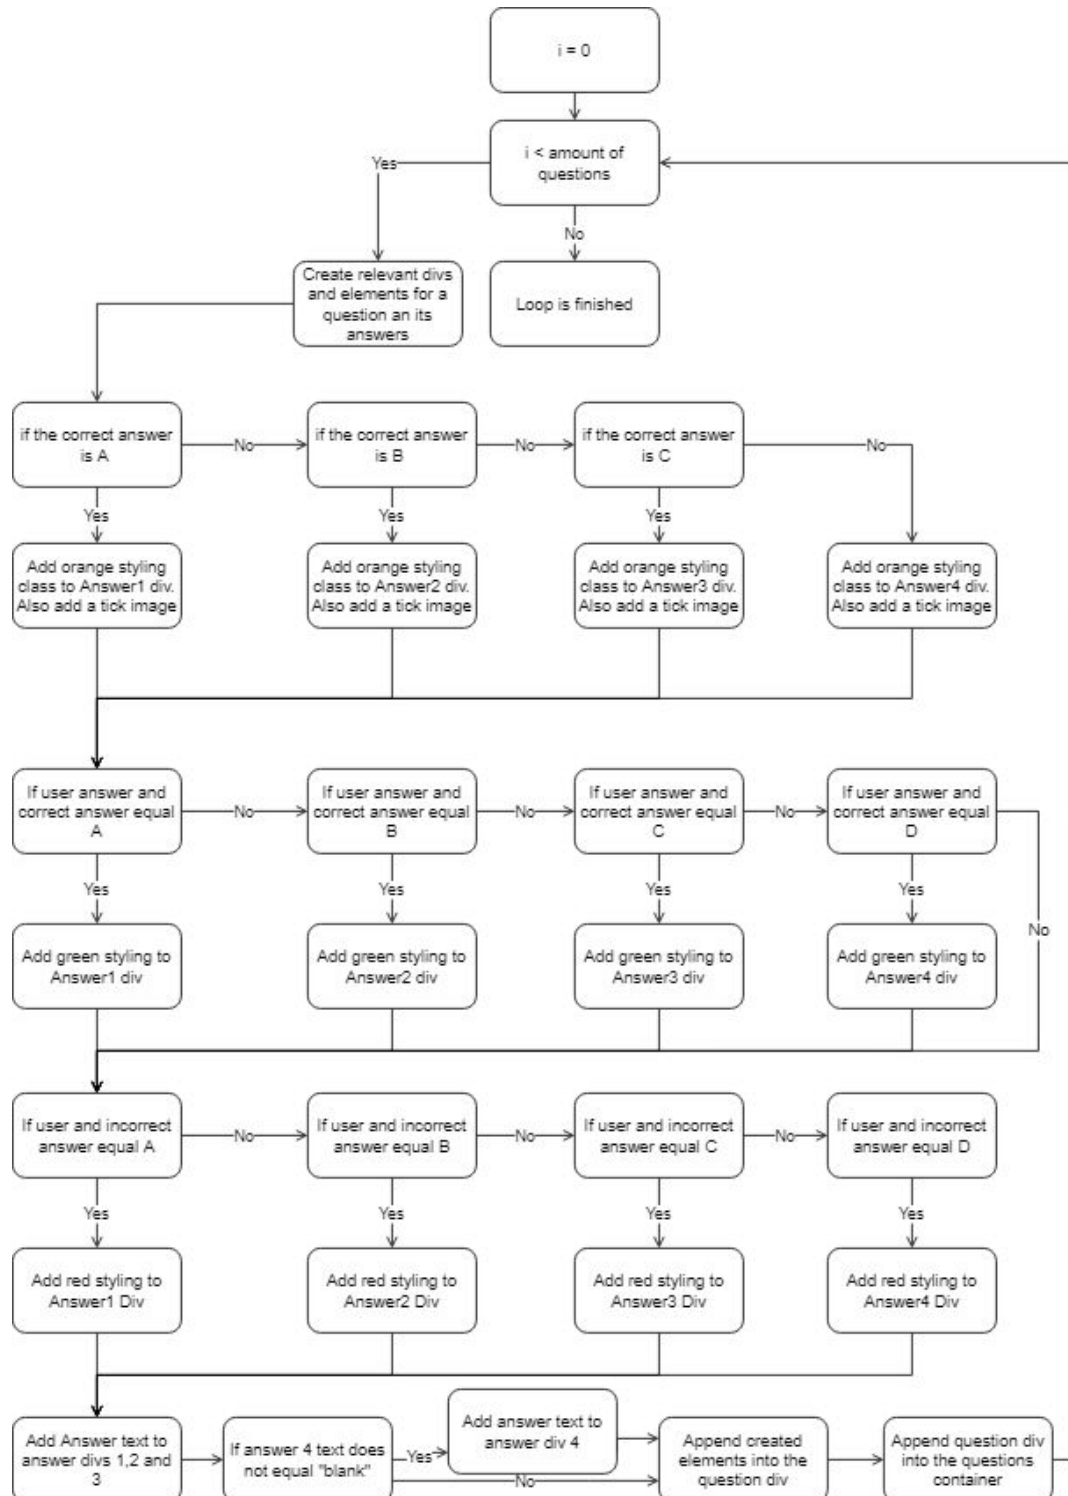 i = 0
i < amount of
questions
Yes
No
Create relevant divs
and elements for a
question an its
answers
Loop is finished
if the correct answer
is A
No
if the correct answer
is B
No
if the correct answer
is C
No
Yes
Yes
Yes
Add orange styling
class to Answer1 div.
Also add a tick image
Add orange styling
class to Answer2 div.
Also add a tick image
Add orange styling
class to Answer3 div.
Also add a tick image
Add orange styling
class to Answer4 div.
Also add a tick image
If user answer and
correct answer equal
A
No
If user answer and
correct answer equal
B
No
If user answer and
correct answer equal
C
No
If user answer and
correct answer equal
D
Yes
Yes
Yes
Yes
No
Add green styling to
Answer1 div
Add green styling to
Answer2 div
Add green styling to
Answer3 div
Add green styling to
Answer4 div
If user and incorrect
answer equal A
No
If user and incorrect
answer equal B
No
If user and incorrect
answer equal C
No
If user and incorrect
answer equal D
Yes
Yes
Yes
Yes
Add red styling to
Answer1 Div
Add red styling to
Answer2 Div
Add red styling to
Answer3 Div
Add red styling to
Answer4 Div
Add Answer text to
answer divs 1,2 and
3
If answer 4 text does
not equal "blank"
Yes
No
Add answer text to
answer div 4
Append created
elements into the
question div
Append question div
into the questions
container